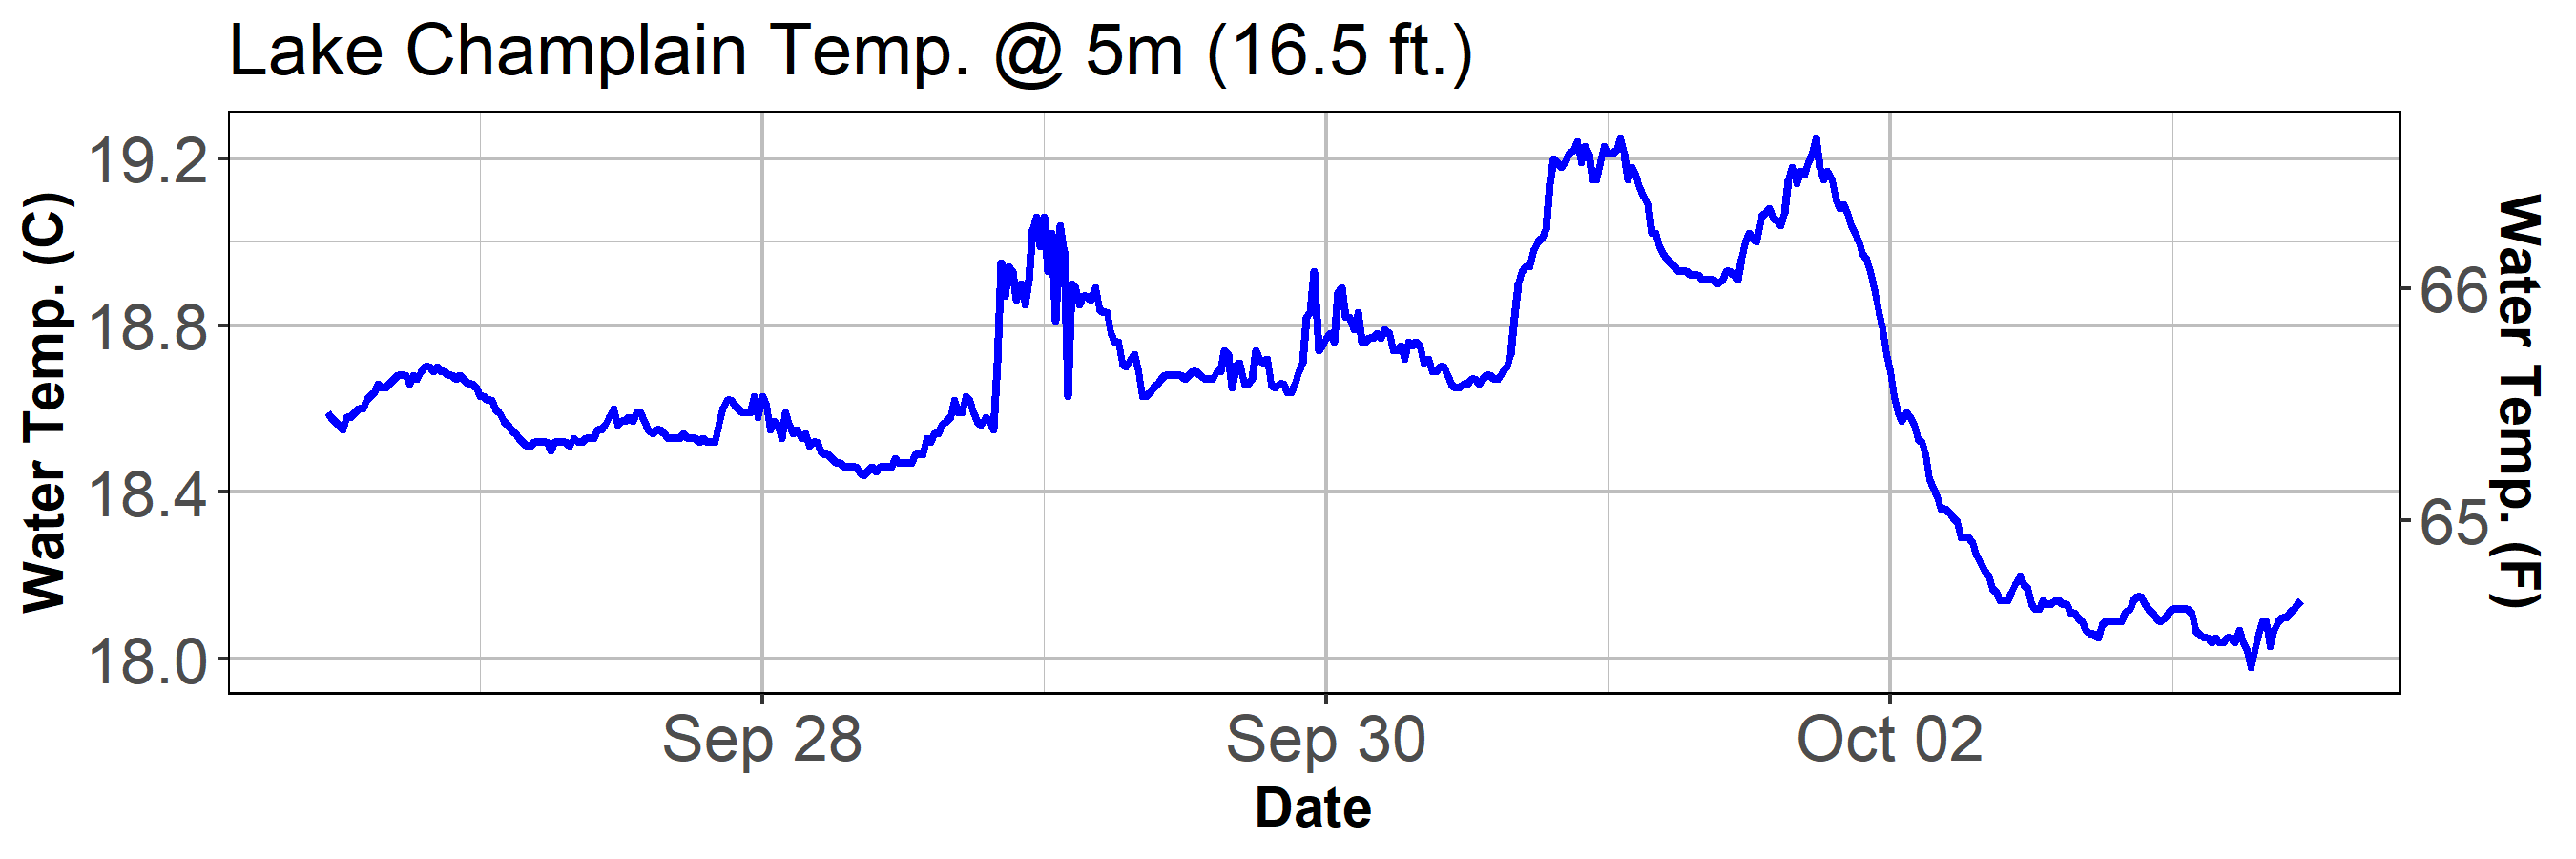 Lake Champlain Temp. @ 5m (16.5 ft.)
Water Temp. (C)
19.2
18.8
18.4
18.0
66
65
Water Temp. (F)
Sep 28 Sep 30 Oct 02
Date